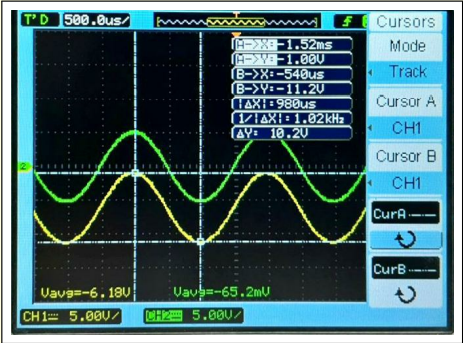 T'D 500.0us/ Cursors
A->X:-1.52ms
A->Y:-1.00V
B->X:-540us
B->Y:-11.2V
|ΔX|:980us
1/|ΔX|:1.02kHz
ΔY: 10.2V
Mode
Track
Cursor A
CH1
Cursor B
CH1
CurA----
CurB----
2
Vavg=-6.18V Vavg=-65.2mV
CH1 5.00V/ CH2 5.00V/